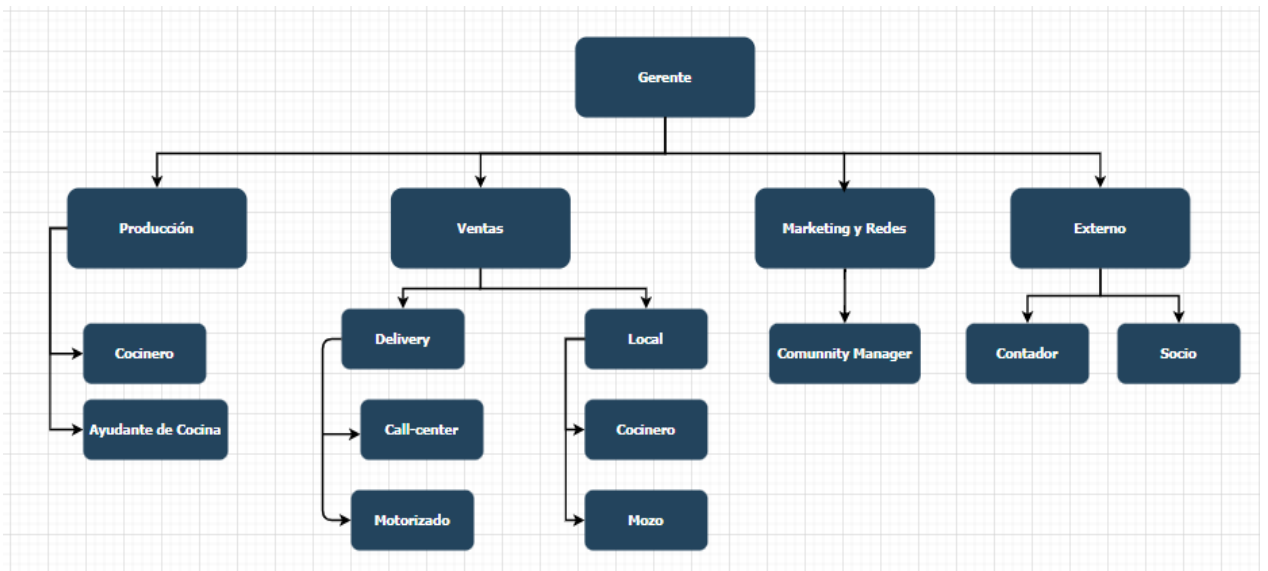 Gerente
Producción
Ventas
Marketing y Redes
Externo
Delivery
Local
Cocinero
Comunnity Manager
Contador
Socio
Ayudante de Cocina
Call-center
Cocinero
Motorizado
Mozo